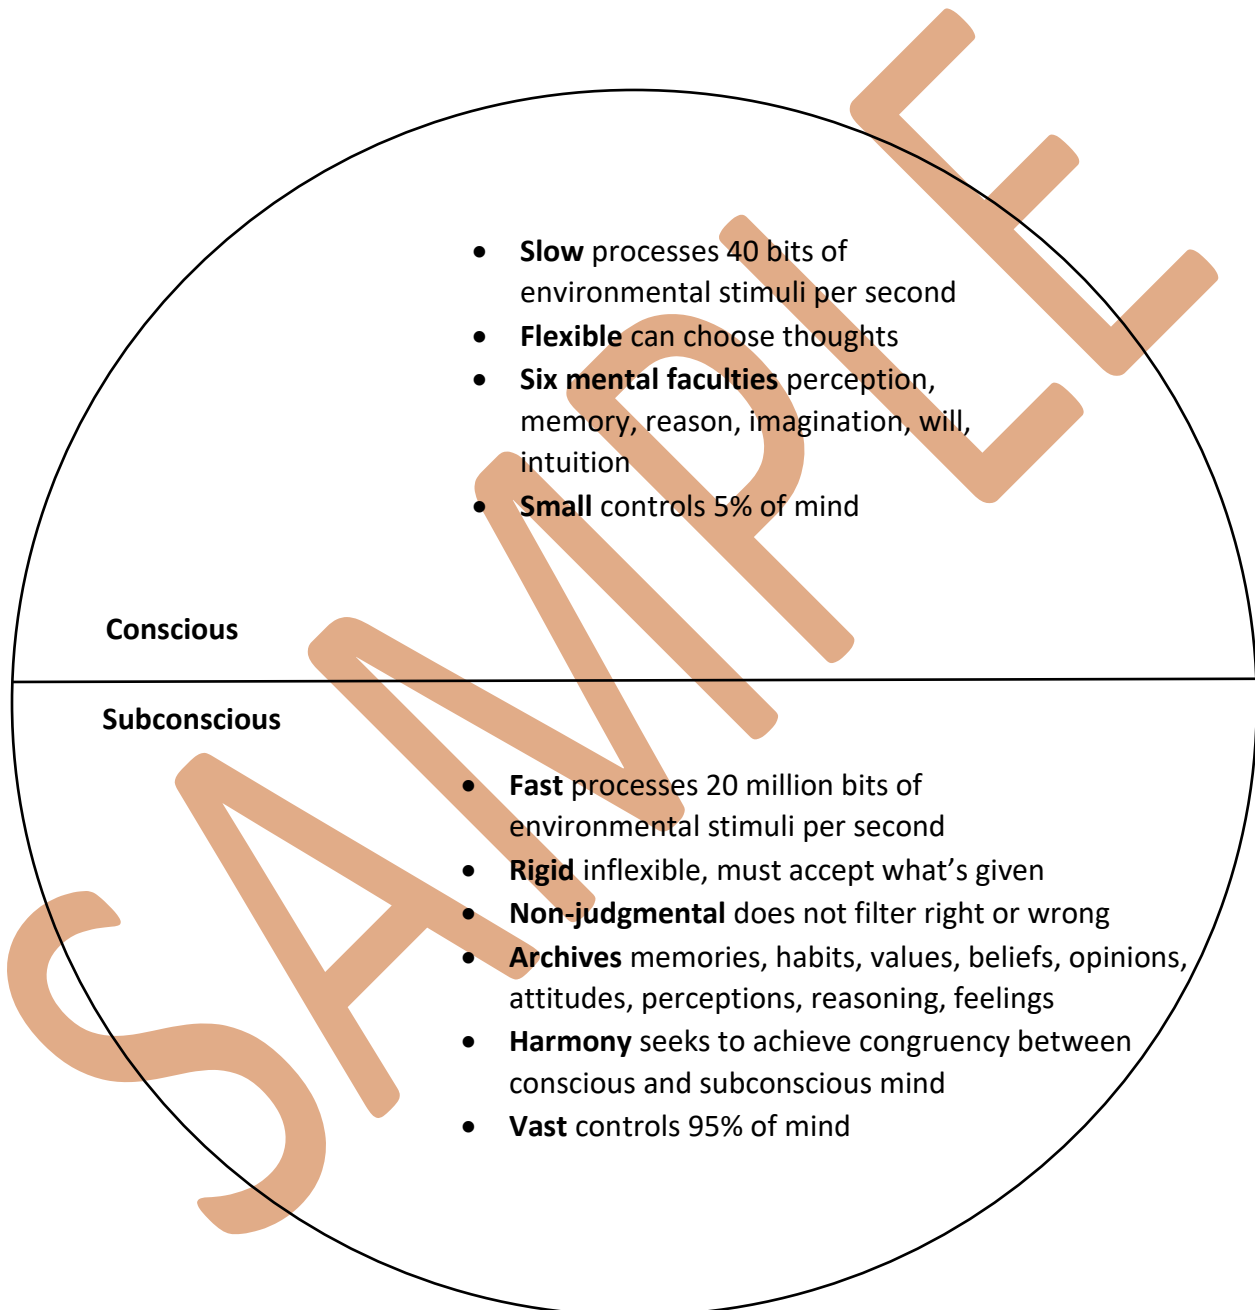 SAMPLE
• Slow processes 40 bits of
environmental stimuli per second
• Flexible can choose thoughts
• Six mental faculties perception,
memory, reason, imagination, will,
intuition
• Small controls 5% of mind
Conscious
Subconscious
• Fast processes 20 million bits of
environmental stimuli per second
• Rigid inflexible, must accept what’s given
• Non-judgmental does not filter right or wrong
• Archives memories, habits, values, beliefs, opinions,
attitudes, perceptions, reasoning, feelings
• Harmony seeks to achieve congruency between
conscious and subconscious mind
• Vast controls 95% of mind